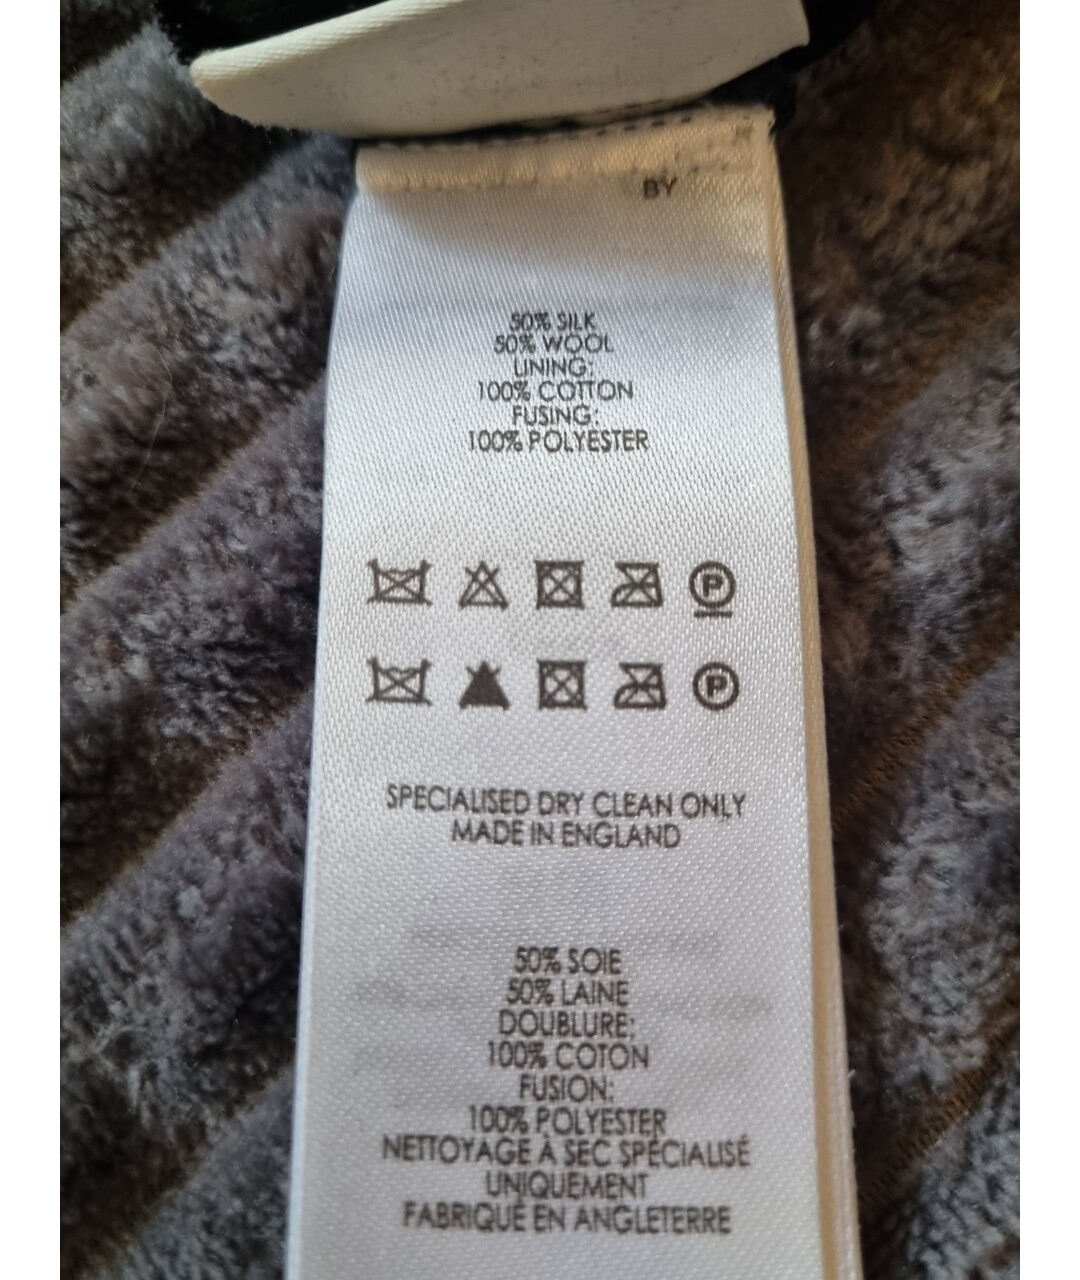 BY
50% SILK
50% WOOL
LINING:
100% COTTON
FUSING:
100% POLYESTER
P
P
SPECIALISED DRY CLEAN ONLY
MADE IN ENGLAND
50% SOIE
50% LAINE
DOUBLURE:
100% COTON
FUSION:
100% POLYESTER
NETTOYAGE À SEC SPÉCIALISÉ
UNIQUEMENT
FABRIQUÉ EN ANGLETERRE